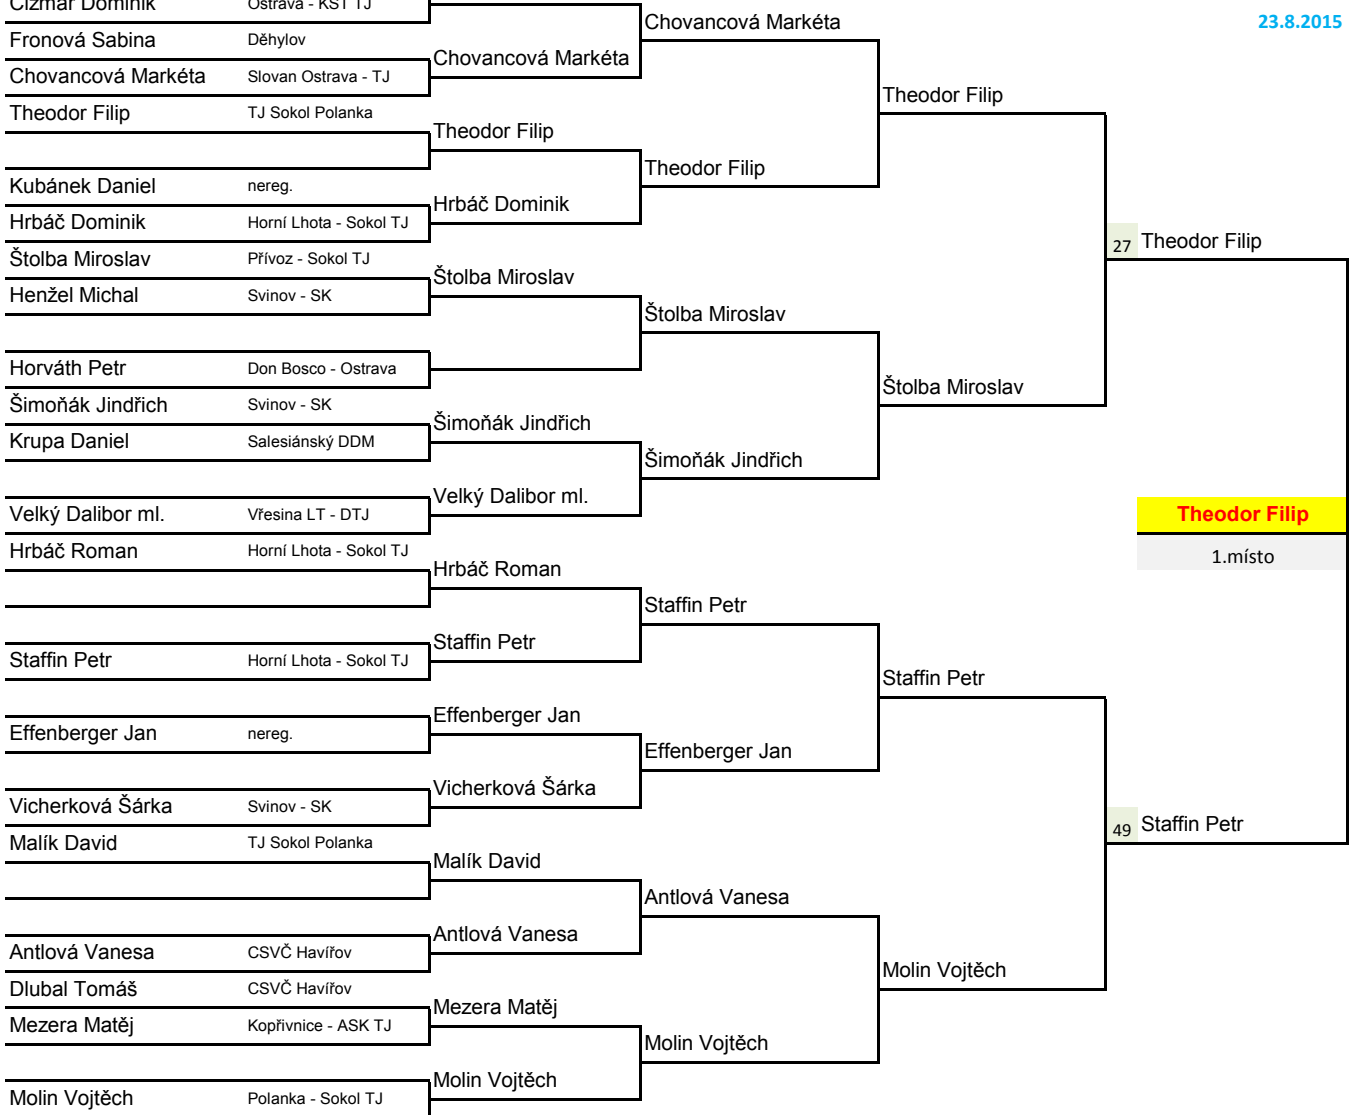 Čizmár Dominik Ostrava - KST TJ
Chovancová Markéta 23.8.2015
Fronová Sabina Děhylov
Chovancová Markéta
Chovancová Markéta Slovan Ostrava - TJ
Theodor Filip
Theodor Filip TJ Sokol Polanka
Theodor Filip
Theodor Filip
Kubánek Daniel nereg.
Hrbáč Dominik
Hrbáč Dominik Horní Lhota - Sokol TJ
27 Theodor Filip
Štolba Miroslav Přívoz - Sokol TJ
Štolba Miroslav
Henžel Michal Svinov - SK
Štolba Miroslav
Horváth Petr Don Bosco - Ostrava
Štolba Miroslav
Šimoňák Jindřich Svinov - SK
Šimoňák Jindřich
Krupa Daniel Salesiánský DDM
Šimoňák Jindřich
Velký Dalibor ml.
Velký Dalibor ml. Vřesina LT - DTJ
Theodor Filip
Hrbáč Roman Horní Lhota - Sokol TJ
1.místo
Hrbáč Roman
Staffin Petr
Staffin Petr
Staffin Petr Horní Lhota - Sokol TJ
Staffin Petr
Effenberger Jan
Effenberger Jan nereg.
Effenberger Jan
Vicherková Šárka
Vicherková Šárka Svinov - SK
49 Staffin Petr
Malík David TJ Sokol Polanka
Malík David
Antlová Vanesa
Antlová Vanesa
Antlová Vanesa CSVČ Havířov
Molin Vojtěch
Dlubal Tomáš CSVČ Havířov
Mezera Matěj
Mezera Matěj Kopřivnice - ASK TJ
Molin Vojtěch
Molin Vojtěch
Molin Vojtěch Polanka - Sokol TJ